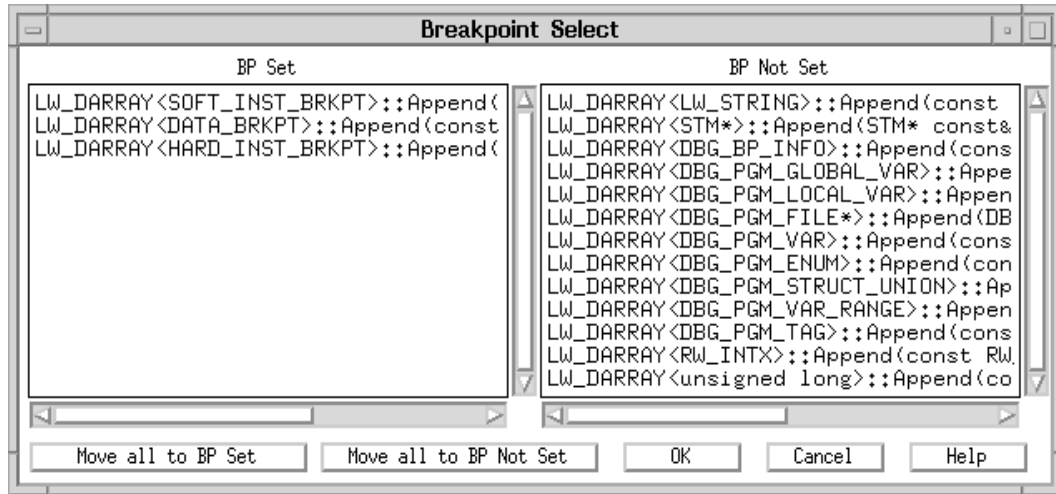 Breakpoint Select
BP Set
LW_DARRAY<SOFT_INST_BRKPT>::Append(
LW_DARRAY<DATA_BRKPT>::Append(const
LW_DARRAY<HARD_INST_BRKPT>::Append(
BP Not Set
LW_DARRAY<LW_STRING>::Append(const
LW_DARRAY<STM*>::Append(STM* const&
LW_DARRAY<DBG_BP_INFO>::Append(cons
LW_DARRAY<DBG_PGM_GLOBAL_VAR>::Appe
LW_DARRAY<DBG_PGM_LOCAL_VAR>::Appen
LW_DARRAY<DBG_PGM_FILE*>::Append(DB
LW_DARRAY<DBG_PGM_VAR>::Append(cons
LW_DARRAY<DBG_PGM_ENUM>::Append(con
LW_DARRAY<DBG_PGM_STRUCT_UNION>::Ap
LW_DARRAY<DBG_PGM_VAR_RANGE>::Appen
LW_DARRAY<DBG_PGM_TAG>::Append(cons
LW_DARRAY<RW_INTX>::Append(const RW_
LW_DARRAY<unsigned long>::Append(co
Move all to BP Set
Move all to BP Not Set
OK
Cancel
Help